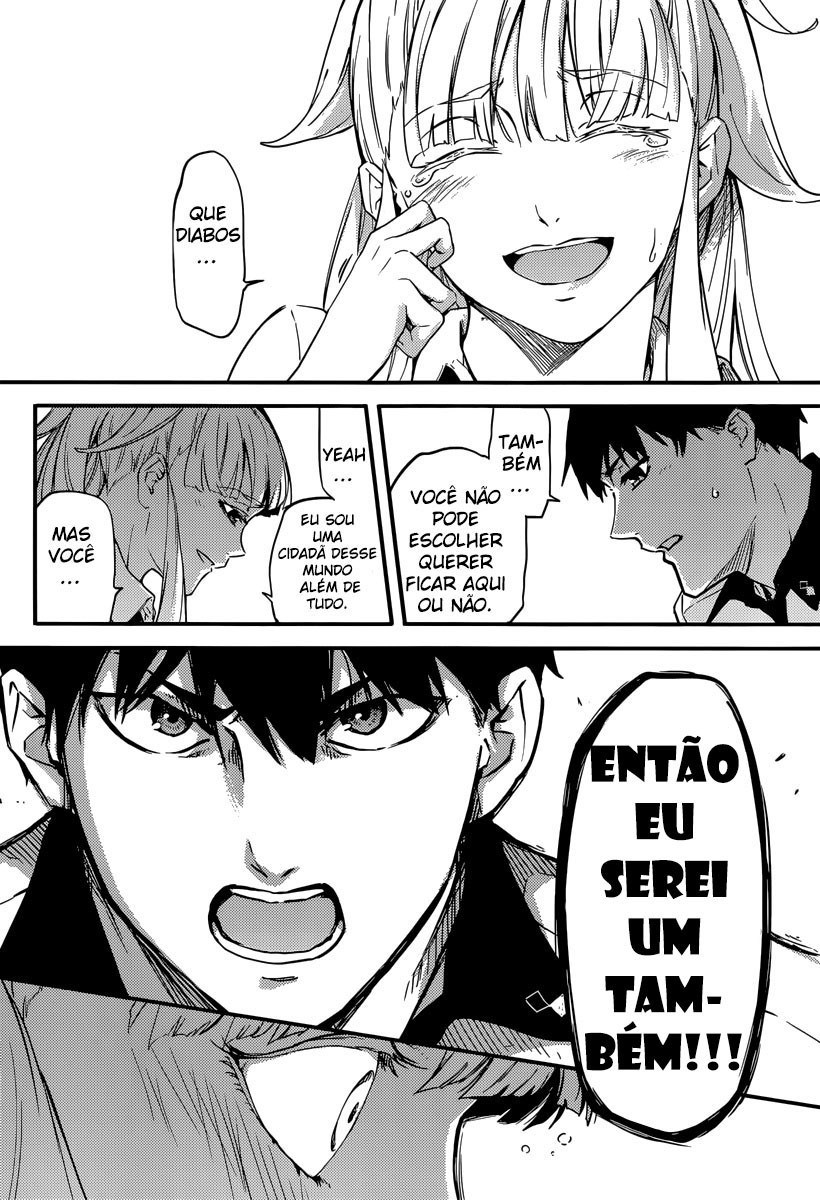 QUE
DIABOS
...
TAM-
BÉM
...
VOCÊ NÃO
PODE
ESCOLHER
QUERER
FICAR AQUI
OU NÃO.
YEAH
...
EU SOU
UMA
CIDADÃ DESSE
MUNDO
ALÉM DE
TUDO.
MAS
VOCÊ
...
ENTÃO
EU
SEREI
UM
TAM-
BÉM!!!